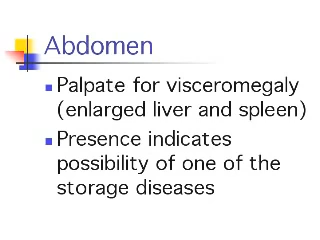 Abdomen
Palpate for visceromegaly
(enlarged liver and spleen)
Presence indicates
possibility of one of the
storage diseases